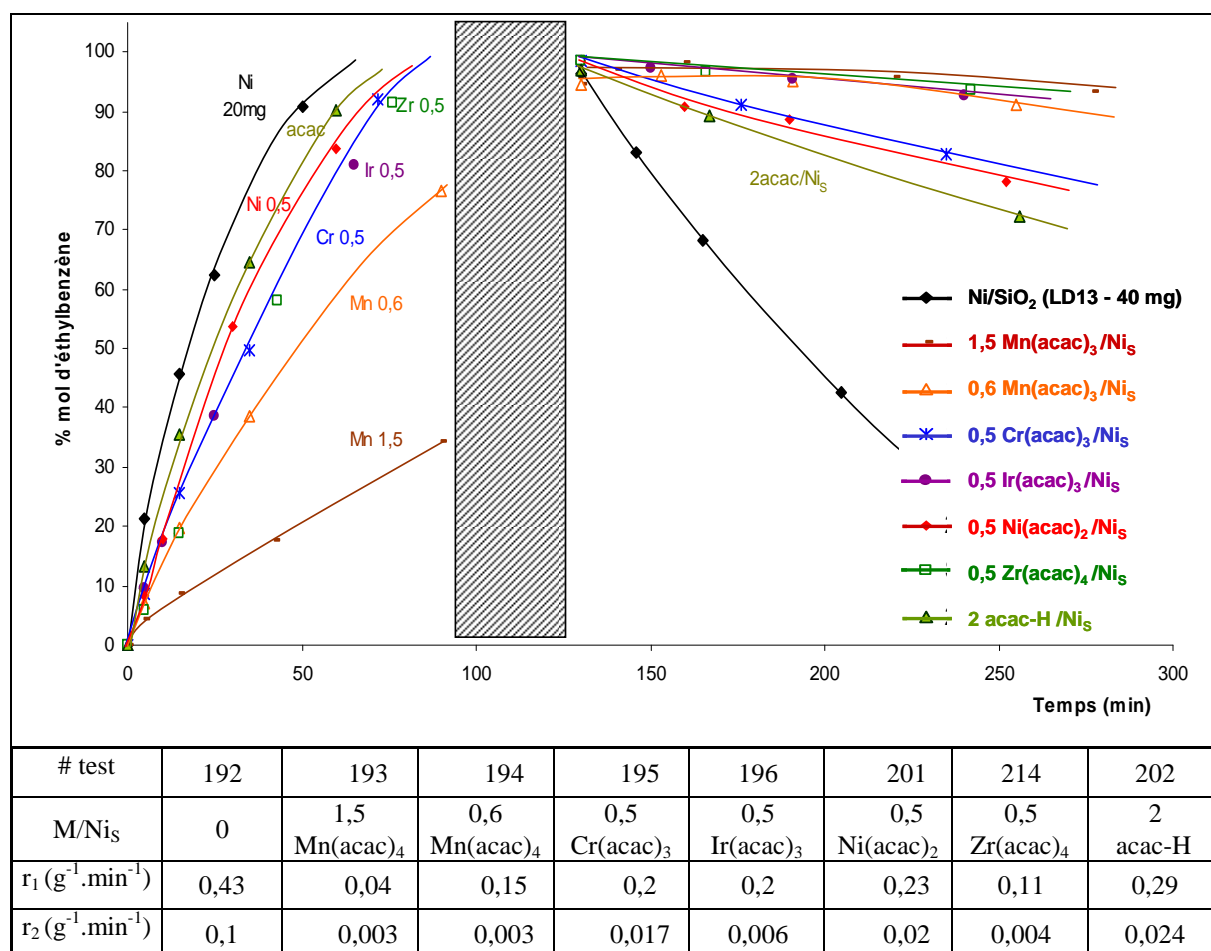 % mol d'éthylbenzène
100
90
80
70
60
50
40
30
20
10
0
Ni
20mg
acac
Zr 0,5
Ir 0,5
Ni 0,5
Cr 0,5
Mn 0,6
Mn 1,5
2acac/Niₛ
Ni/SiO₂ (LD13 - 40 mg)
1,5 Mn(acac)₃/Niₛ
0,6 Mn(acac)₃/Niₛ
0,5 Cr(acac)₃/Niₛ
0,5 Ir(acac)₃/Niₛ
0,5 Ni(acac)₂/Niₛ
0,5 Zr(acac)₄/Niₛ
2 acac-H/Niₛ
0 50 100 150 200 250 300
Temps (min)
# test 192 193 194 195 196 201 214 202
M/Niₛ 0 1,5 Mn(acac)₄ 0,6 Mn(acac)₄ 0,5 Cr(acac)₃ 0,5 Ir(acac)₃ 0,5 Ni(acac)₂ 0,5 Zr(acac)₄ 2 acac-H
r₁ (g⁻¹.min⁻¹) 0,43 0,04 0,15 0,2 0,2 0,23 0,11 0,29
r₂ (g⁻¹.min⁻¹) 0,1 0,003 0,003 0,017 0,006 0,02 0,004 0,024